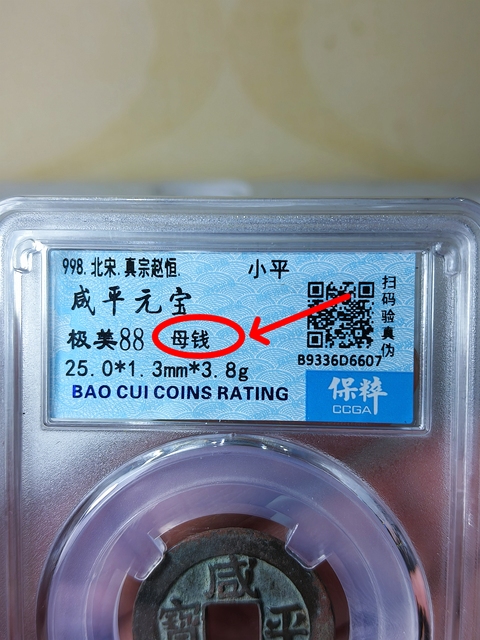 998.北宋.真宗赵恒.
小平
咸平元宝
极美88 母钱
25.0*1.3mm*3.8g
BAO CUI COINS RATING
扫码验真伪
B9336D6607
保粹
CCGA
咸
平
寳